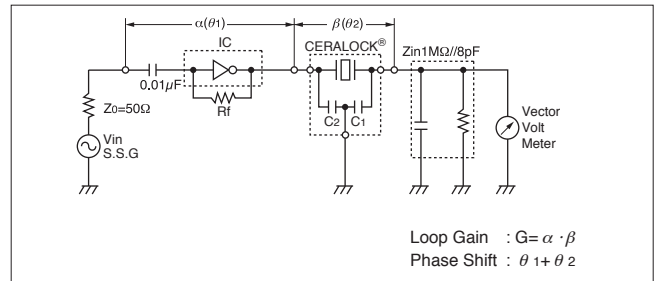 α(θ1)
β(θ2)
IC
CERALOCK®
Zin1MΩ//8pF
0.01µF
Rf
Z0=50Ω
C2
C1
Vector
Volt
Meter
Vin
S.S.G
Loop Gain : G= α ·β
Phase Shift : θ 1+ θ 2